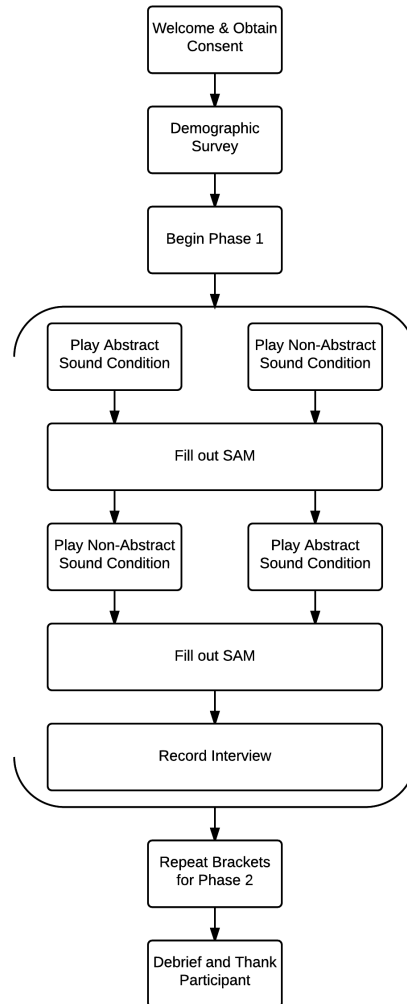 Welcome & Obtain
Consent
Demographic
Survey
Begin Phase 1
Play Abstract
Sound Condition
Play Non-Abstract
Sound Condition
Fill out SAM
Play Non-Abstract
Sound Condition
Play Abstract
Sound Condition
Fill out SAM
Record Interview
Repeat Brackets
for Phase 2
Debrief and Thank
Participant